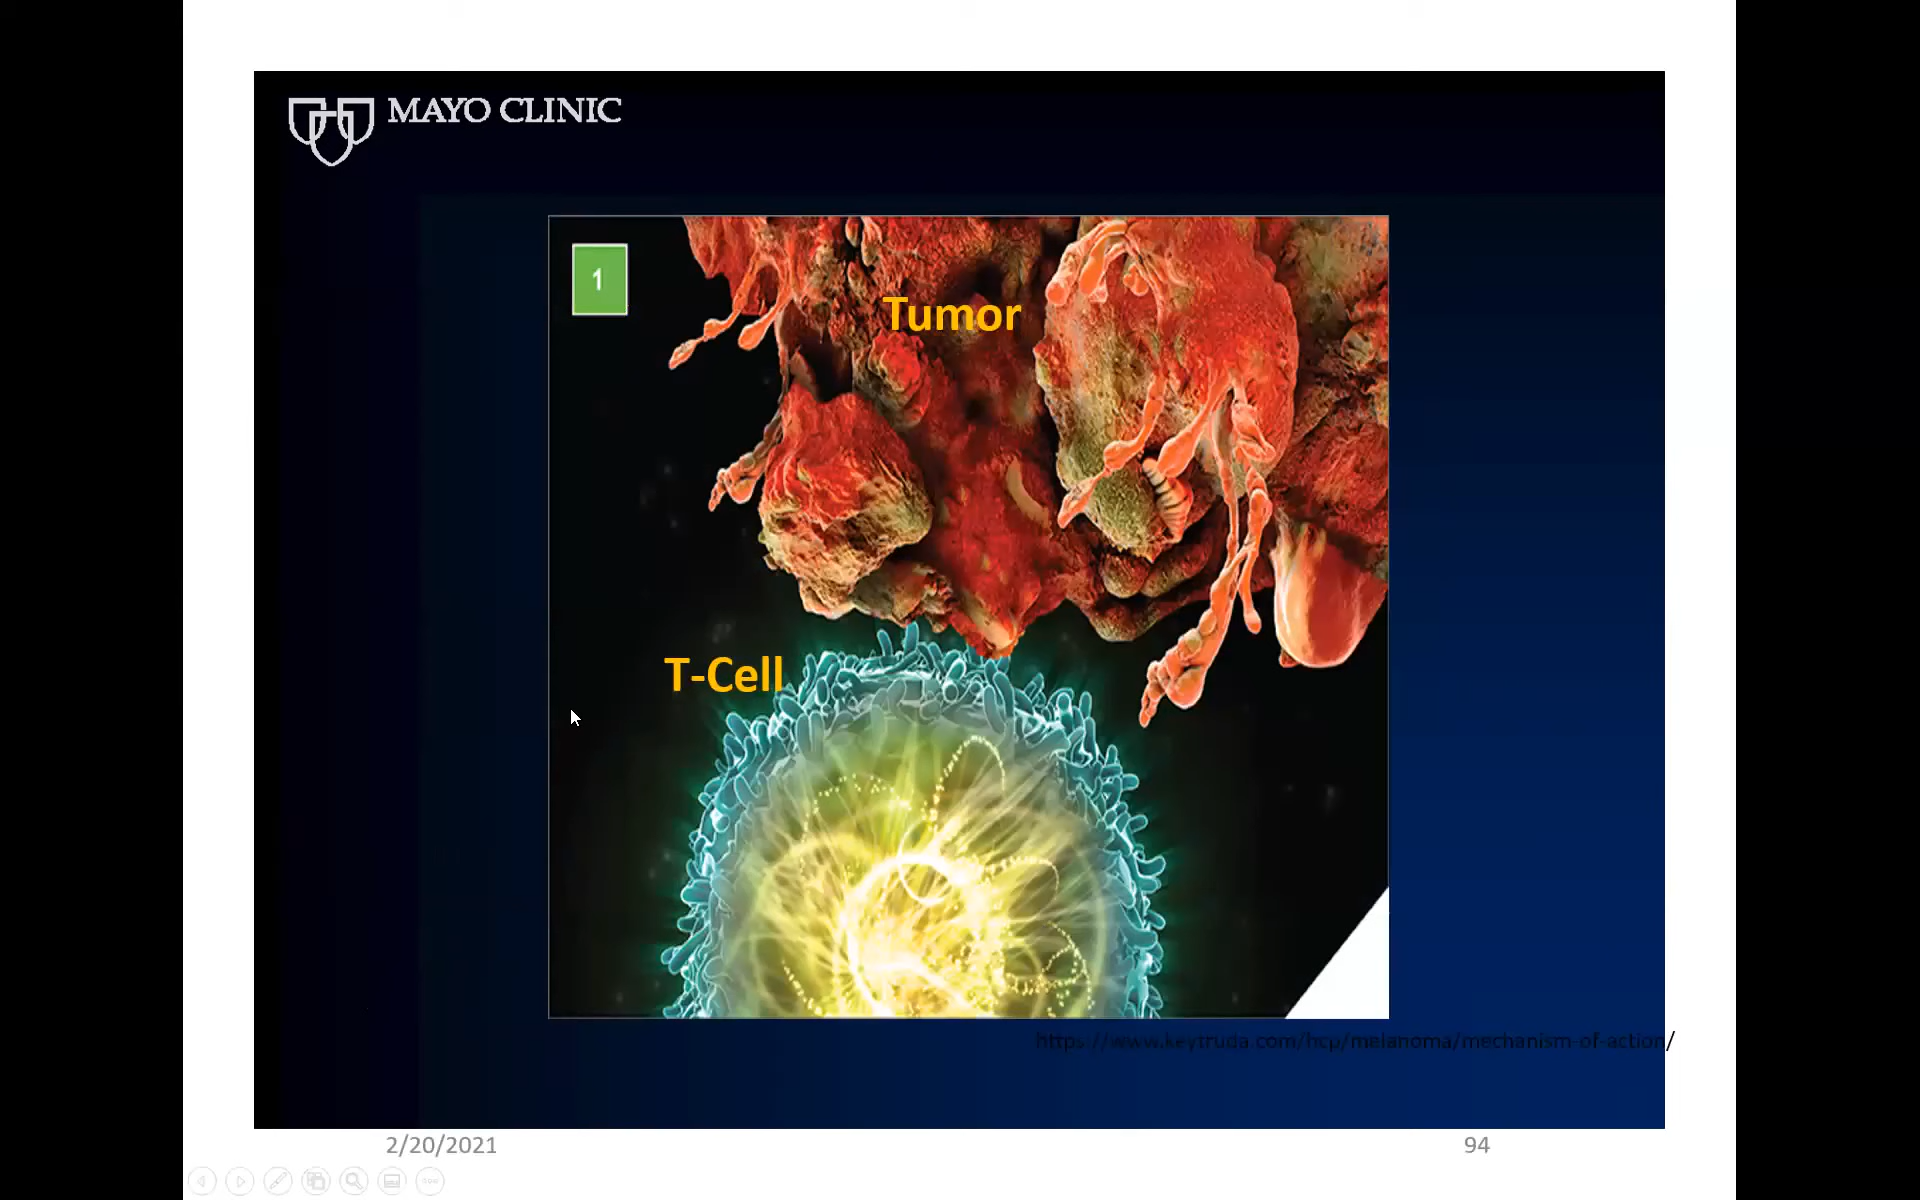 MAYO CLINIC
1
Tumor
T-Cell
https://www.keytruda.com/hcp/melanoma/mechanism-of-action/
2/20/2021
94